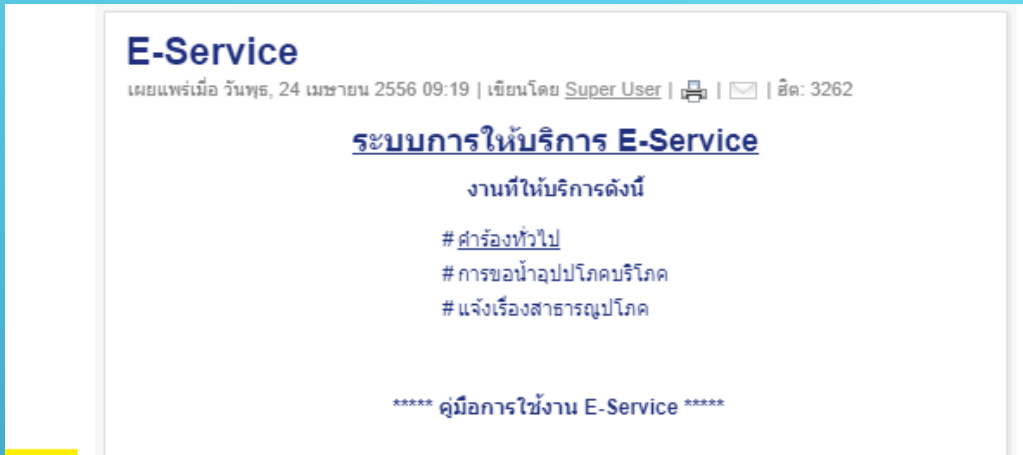 E-Service
เผยแพร่เมื่อ วันพุธ, 24 เมษายน 2556 09:19 | เขียนโดย Super User | | | ฮิต: 3262
ระบบการให้บริการ E-Service
งานที่ให้บริการดังนี้
# คำร้องทั่วไป
# การขอน้ำอุปปโภคบริโภค
# แจ้งเรื่องสาธารณูปโภค
***** คู่มือการใช้งาน E-Service *****